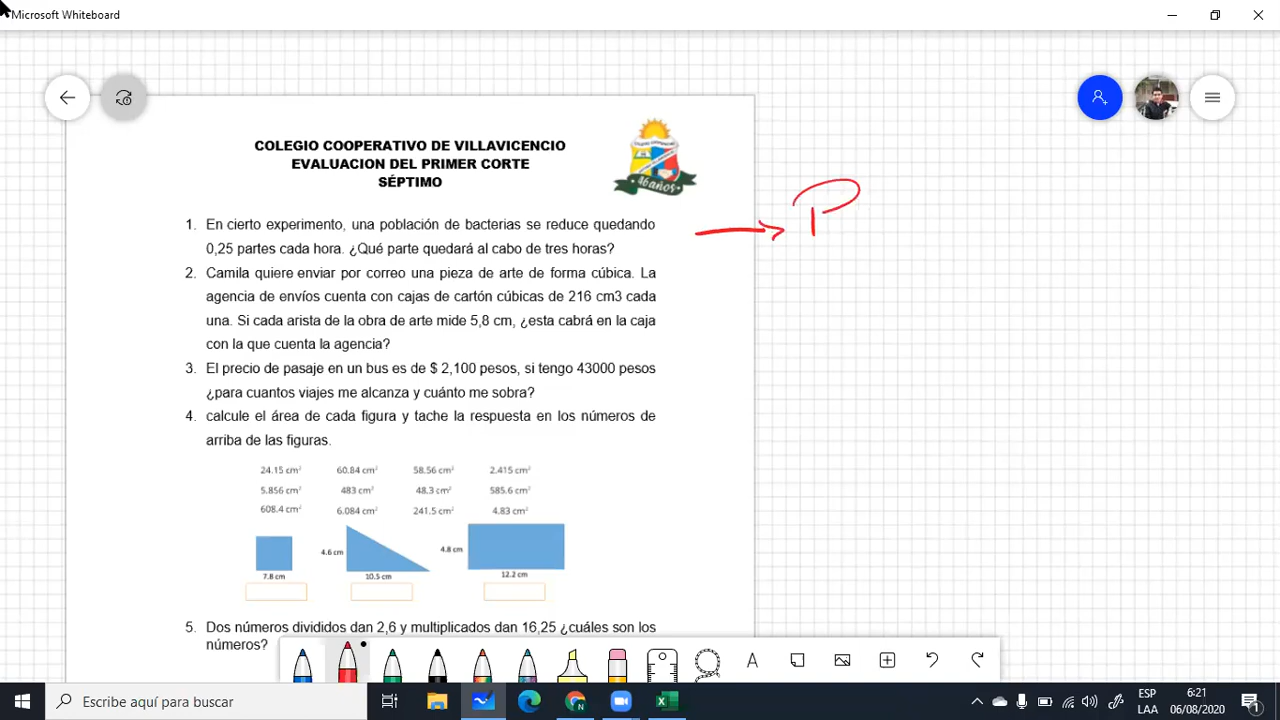 Microsoft Whiteboard
COLEGIO COOPERATIVO DE VILLAVICENCIO
EVALUACION DEL PRIMER CORTE
SÉPTIMO
46 años
1. En cierto experimento, una población de bacterias se reduce quedando
0,25 partes cada hora. ¿Qué parte quedará al cabo de tres horas?
P
2. Camila quiere enviar por correo una pieza de arte de forma cúbica. La
agencia de envíos cuenta con cajas de cartón cúbicas de 216 cm3 cada
una. Si cada arista de la obra de arte mide 5,8 cm, ¿esta cabrá en la caja
con la que cuenta la agencia?
3. El precio de pasaje en un bus es de $ 2,100 pesos, si tengo 43000 pesos
¿para cuantos viajes me alcanza y cuánto me sobra?
4. calcule el área de cada figura y tache la respuesta en los números de
arriba de las figuras.
24.15 cm² 60.84 cm² 58.56 cm² 2.415 cm²
5.856 cm² 483 cm² 48.3 cm² 585.6 cm²
608.4 cm² 6.084 cm² 241.5 cm² 4.83 cm²
4.6 cm 4.8 cm
7.8 cm 10.5 cm 12.2 cm
5. Dos números divididos dan 2,6 y multiplicados dan 16,25 ¿cuáles son los
números?
A
Escribe aquí para buscar
ESP
LAA
6:21
06/08/2020